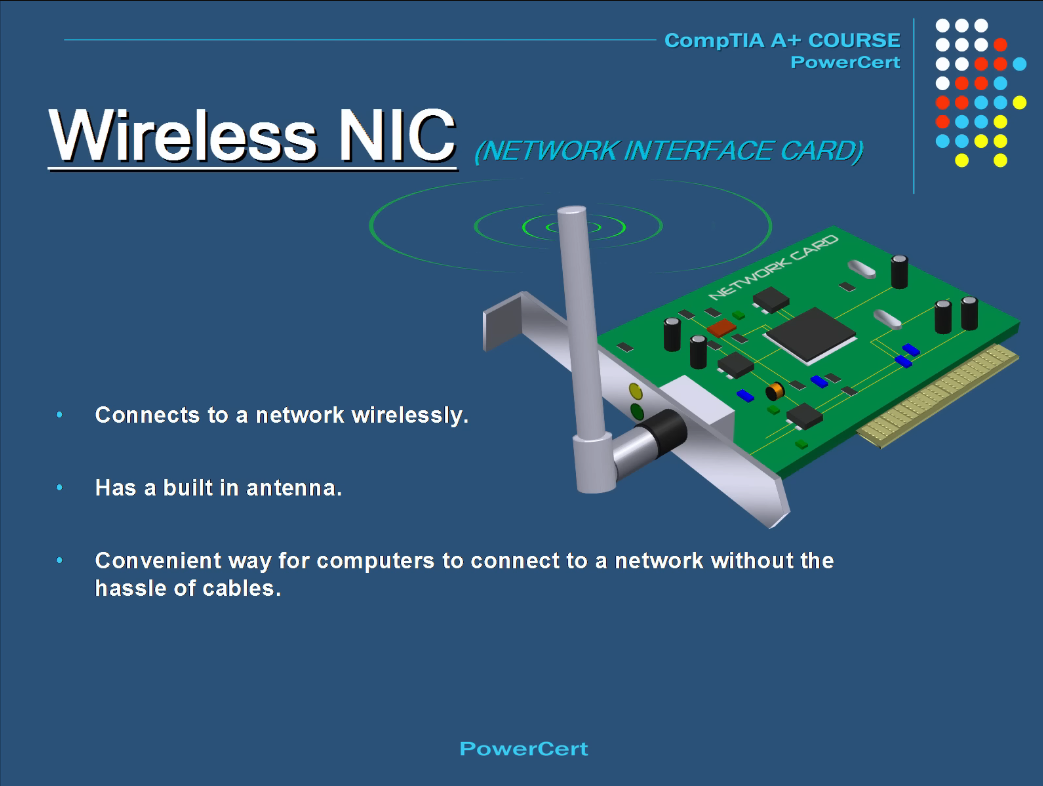 CompTIA A+ COURSE
PowerCert
Wireless NIC (NETWORK INTERFACE CARD)
NETWORK CARD
• Connects to a network wirelessly.
• Has a built in antenna.
• Convenient way for computers to connect to a network without the
hassle of cables.
PowerCert